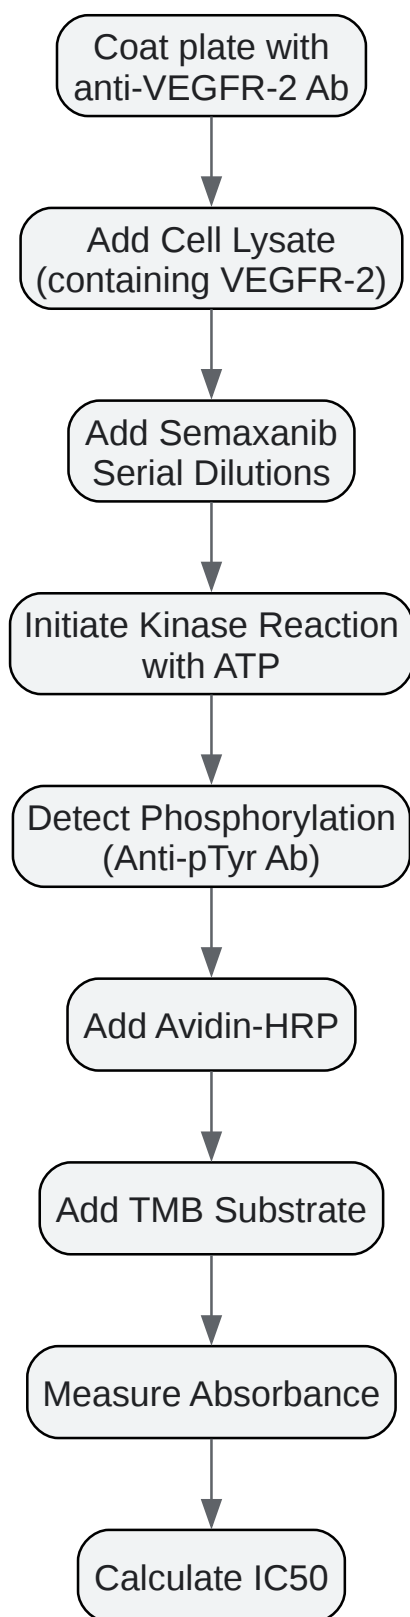 Coat plate with
anti-VEGFR-2 Ab
Add Cell Lysate
(containing VEGFR-2)
Add Semaxanib
Serial Dilutions
Initiate Kinase Reaction
with ATP
Detect Phosphorylation
(Anti-pTyr Ab)
Add Avidin-HRP
Add TMB Substrate
Measure Absorbance
Calculate IC50